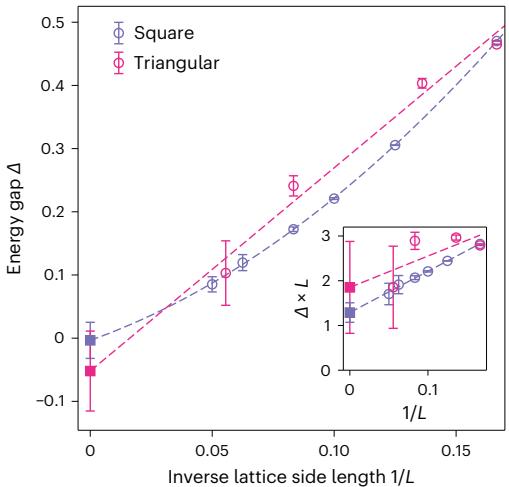 Square
Triangular
Energy gap Δ
0.5
0.4
0.3
0.2
0.1
0
−0.1
0
0.05
0.10
0.15
Inverse lattice side length 1/L
Δ × L
3
2
1
0
0
0.1
1/L